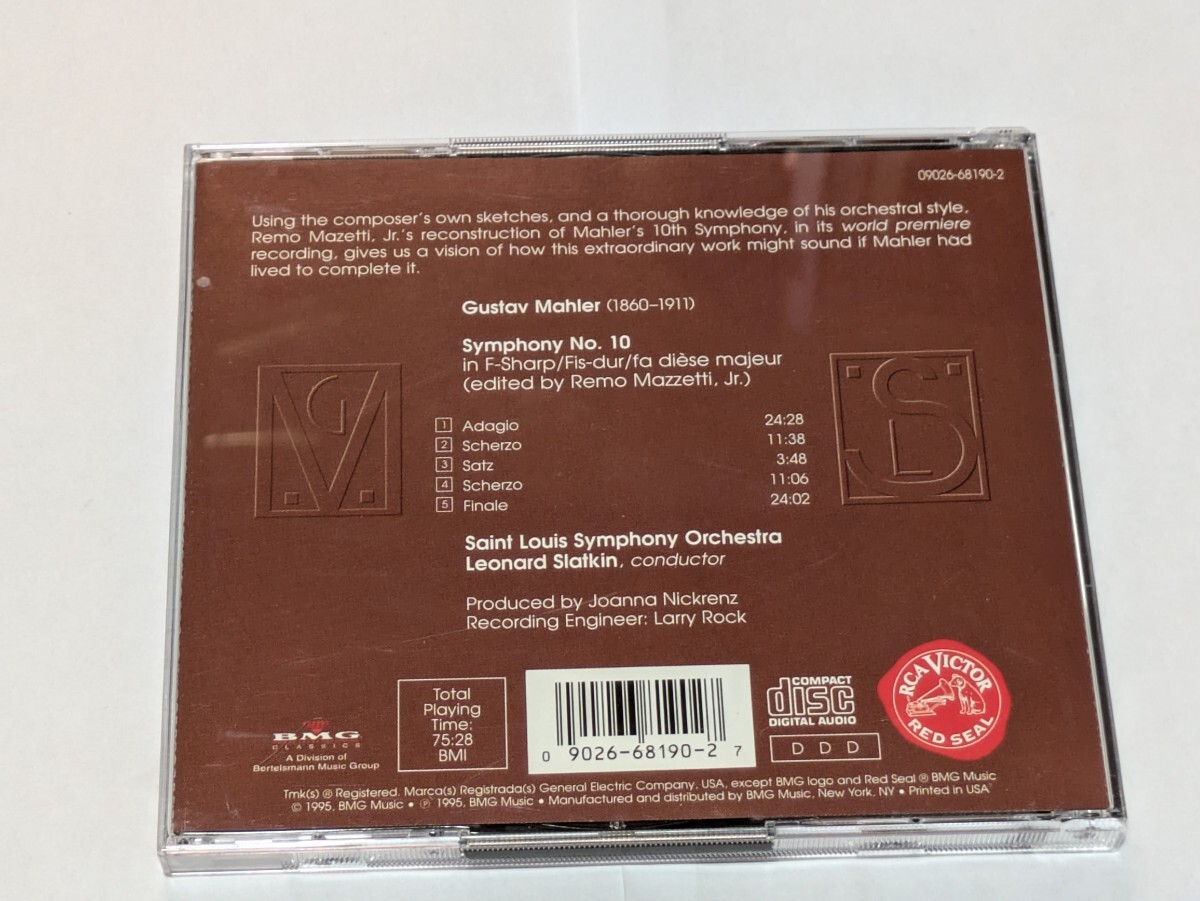 09026-68190-2
Using the composer's own sketches, and a thorough knowledge of his orchestral style,
Remo Mazetti, Jr.'s reconstruction of Mahler's 10th Symphony, in its world premiere
recording, gives us a vision of how this extraordinary work might sound if Mahler had
lived to complete it.
Gustav Mahler (1860–1911)
Symphony No. 10
in F-Sharp/Fis-dur/fa dièse majeur
(edited by Remo Mazzetti, Jr.)
G
M
S
L
1 Adagio 24:28
2 Scherzo 11:38
3 Satz 3:48
4 Scherzo 11:06
5 Finale 24:02
Saint Louis Symphony Orchestra
Leonard Slatkin, conductor
Produced by Joanna Nickrenz
Recording Engineer: Larry Rock
BMG
CLASSICS
A Division of
Bertelsmann Music Group
Total
Playing
Time:
75:28
BMI
0 9026-68190-2 7
COMPACT
disc
DIGITAL AUDIO
D D D
RCA VICTOR
RED SEAL
Tmk(s) ® Registered. Marca(s) Registrada(s) General Electric Company, USA, except BMG logo and Red Seal ® BMG Music
© 1995, BMG Music • ℗ 1995, BMG Music • Manufactured and distributed by BMG Music, New York, NY • Printed in USA